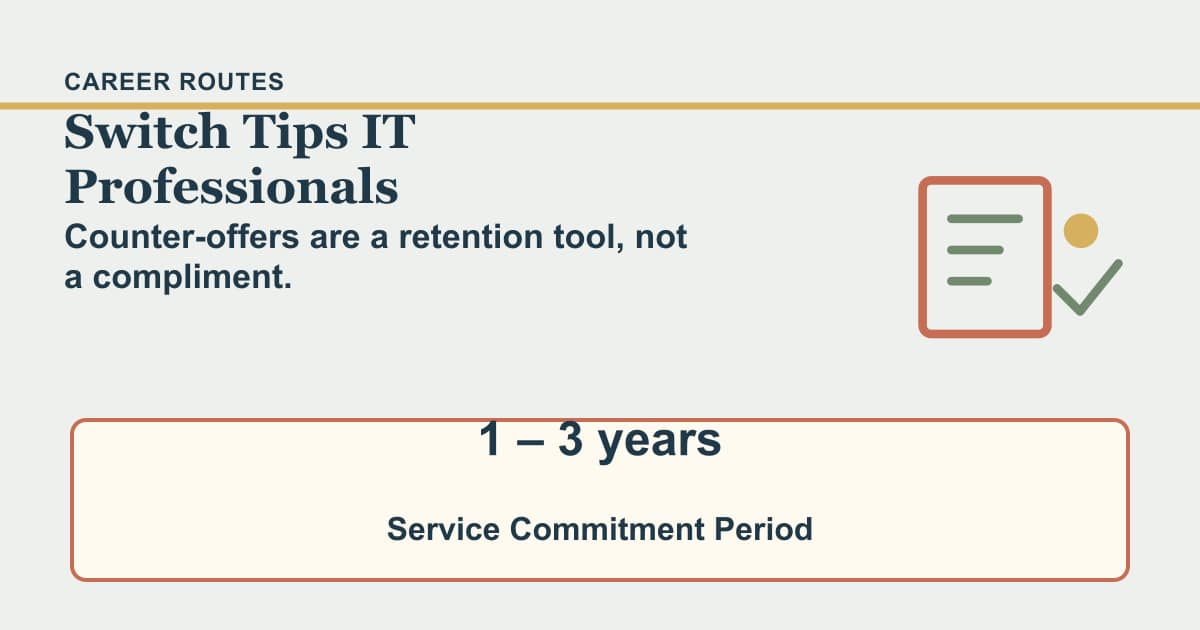 CAREER ROUTES
Switch Tips IT
Professionals
Counter-offers are a retention tool, not
a compliment.
1 – 3 years
Service Commitment Period